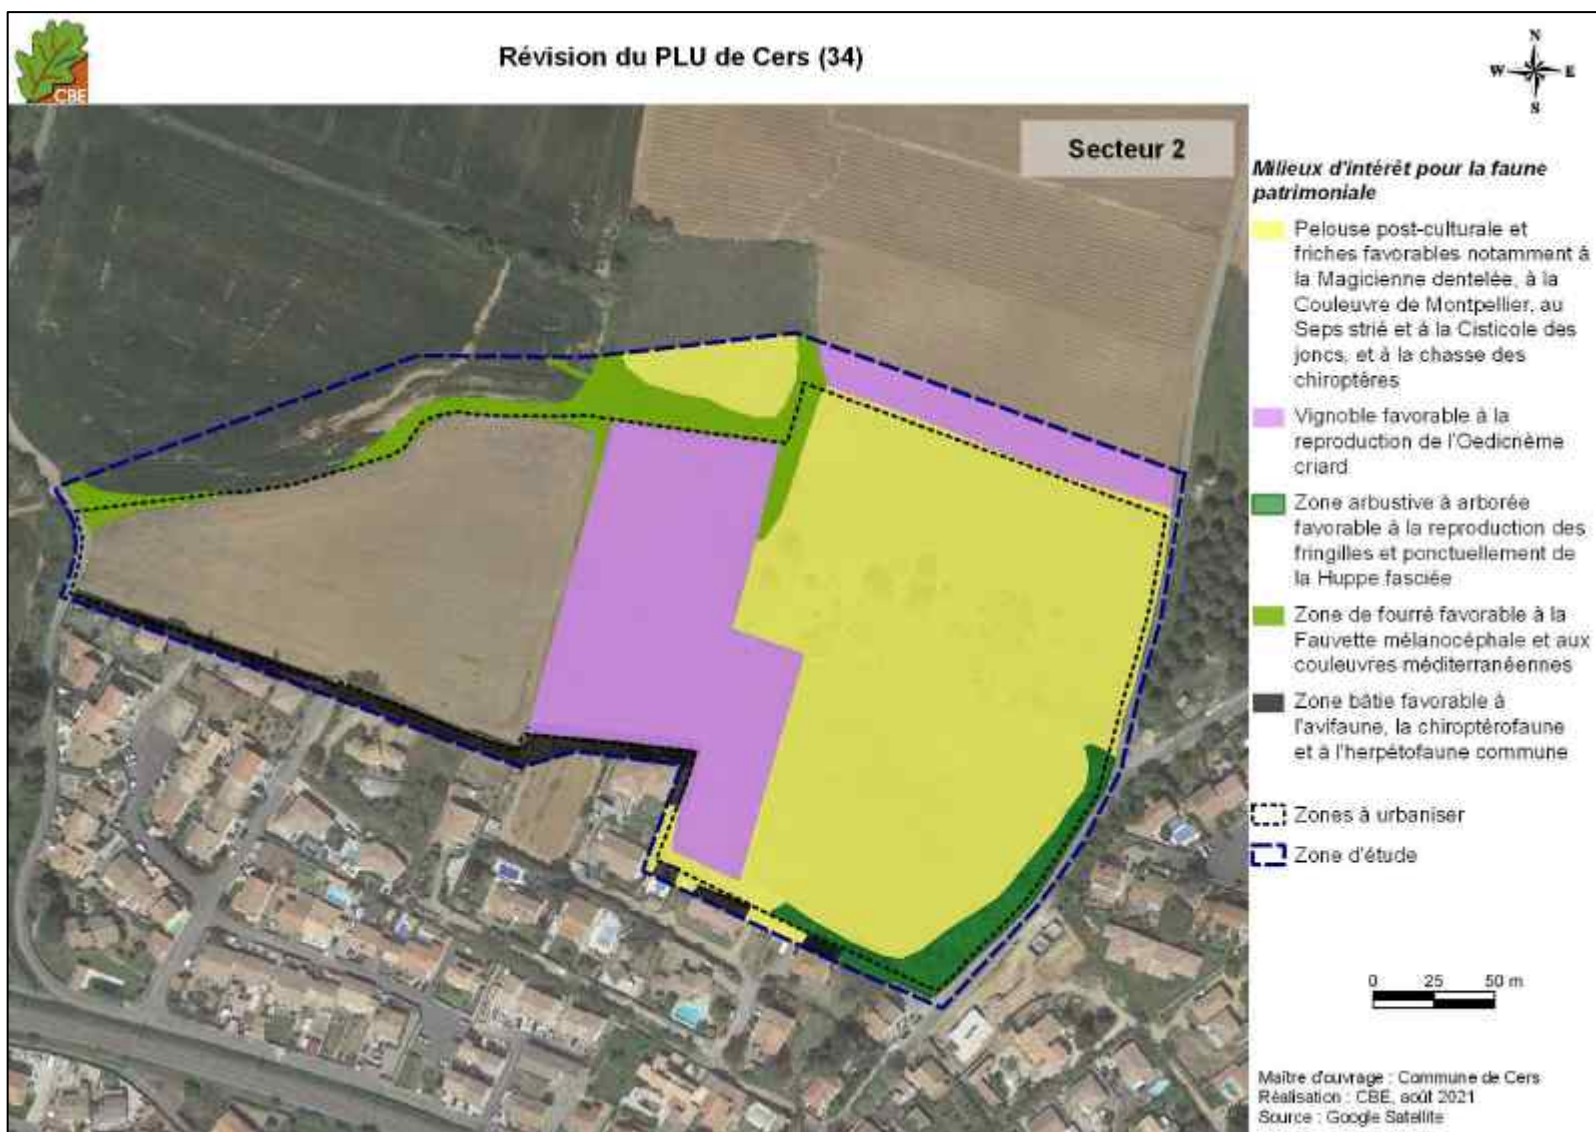 CBE
Révision du PLU de Cers (34)
N
W E
S
Secteur 2
Milieux d'intérêt pour la faune
patrimoniale
Pelouse post-culturale et
friches favorables notamment à
la Magicienne dentelée, à la
Couleuvre de Montpellier, au
Seps strié et à la Cisticole des
joncs, et à la chasse des
chiroptères
Vignoble favorable à la
reproduction de l'Oedicnème
criard
Zone arbustive à arborée
favorable à la reproduction des
fringilles et ponctuellement de
la Huppe fasciée
Zone de fourré favorable à la
Fauvette mélanocéphale et aux
couleuvres méditerranéennes
Zone bâtie favorable à
l'avifaune, la chiroptérofaune
et à l'herpétofaune commune
Zones à urbaniser
Zone d'étude
0 25 50 m
Maître d'ouvrage : Commune de Cers
Réalisation : CBE, août 2021
Source : Google Satellite